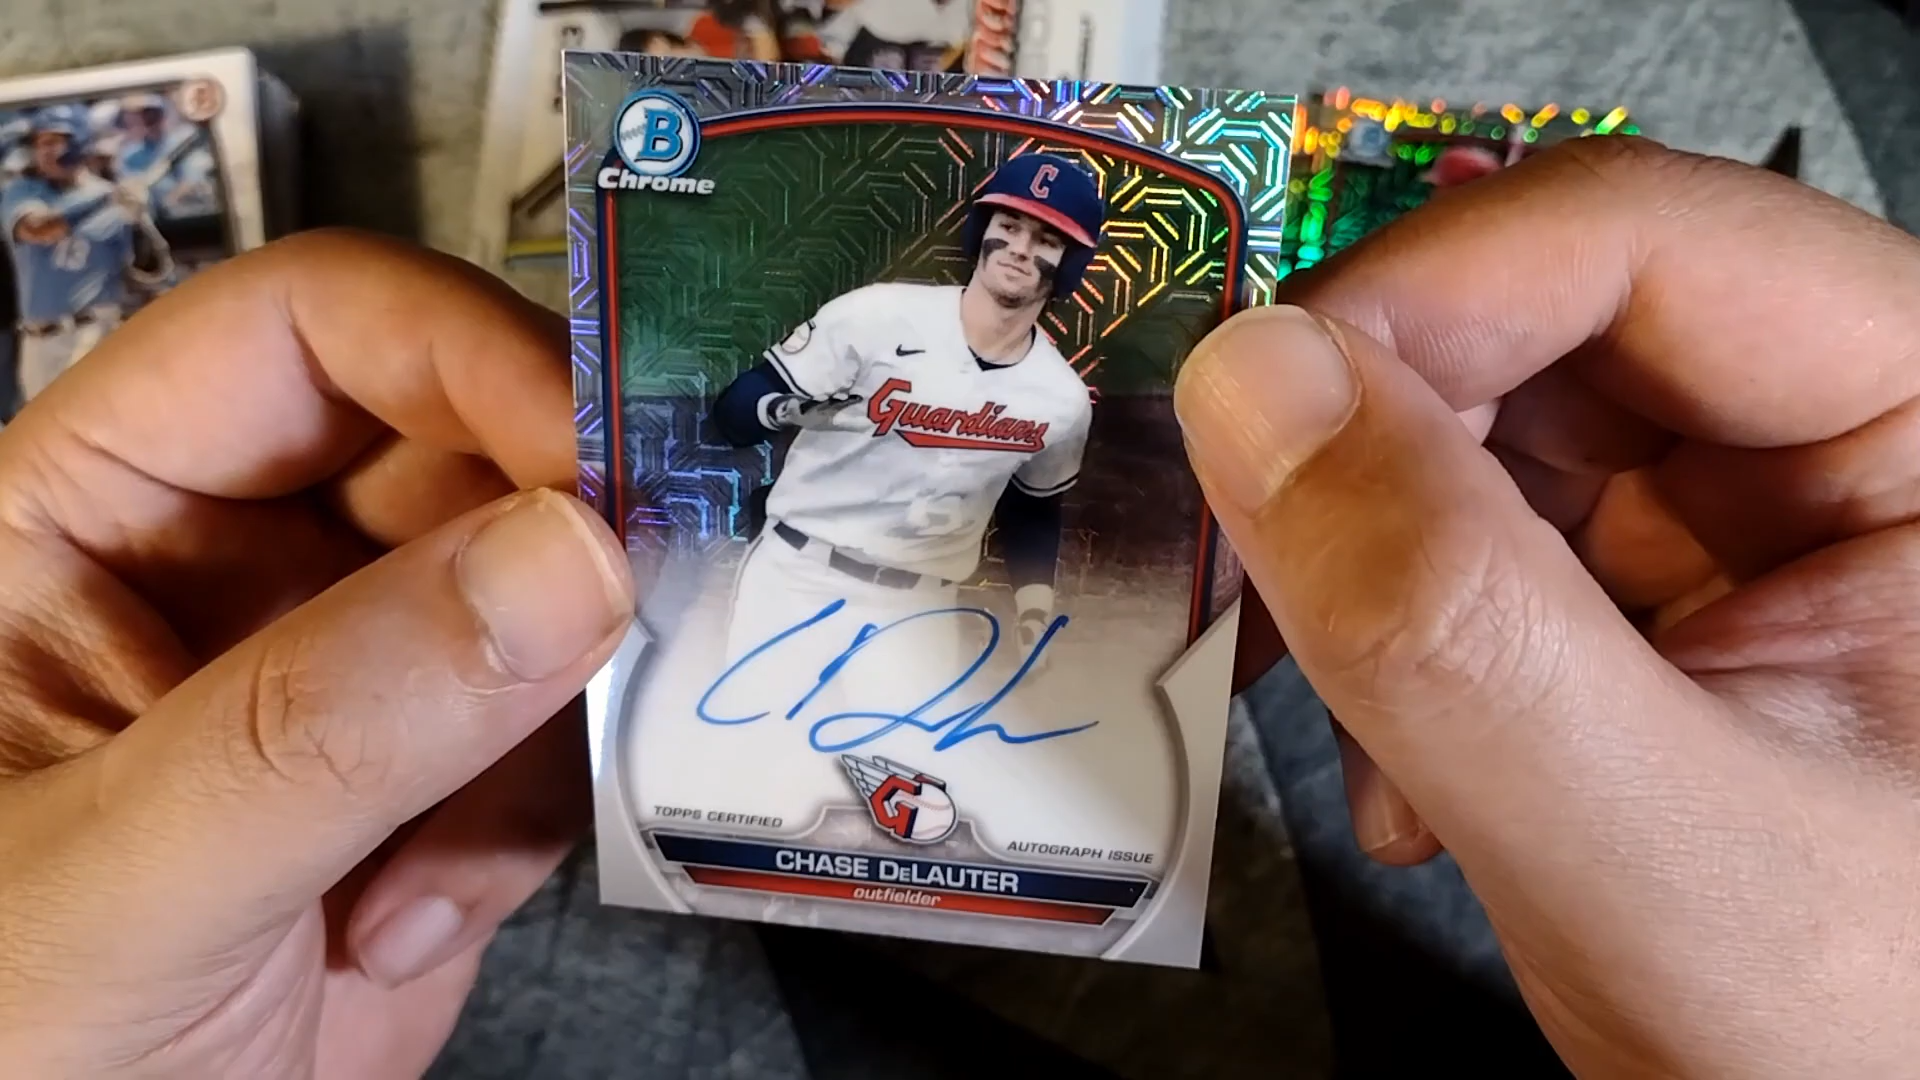 B
Chrome
C
Guardians
TOPPS CERTIFIED
AUTOGRAPH ISSUE
CHASE DeLAUTER
outfielder